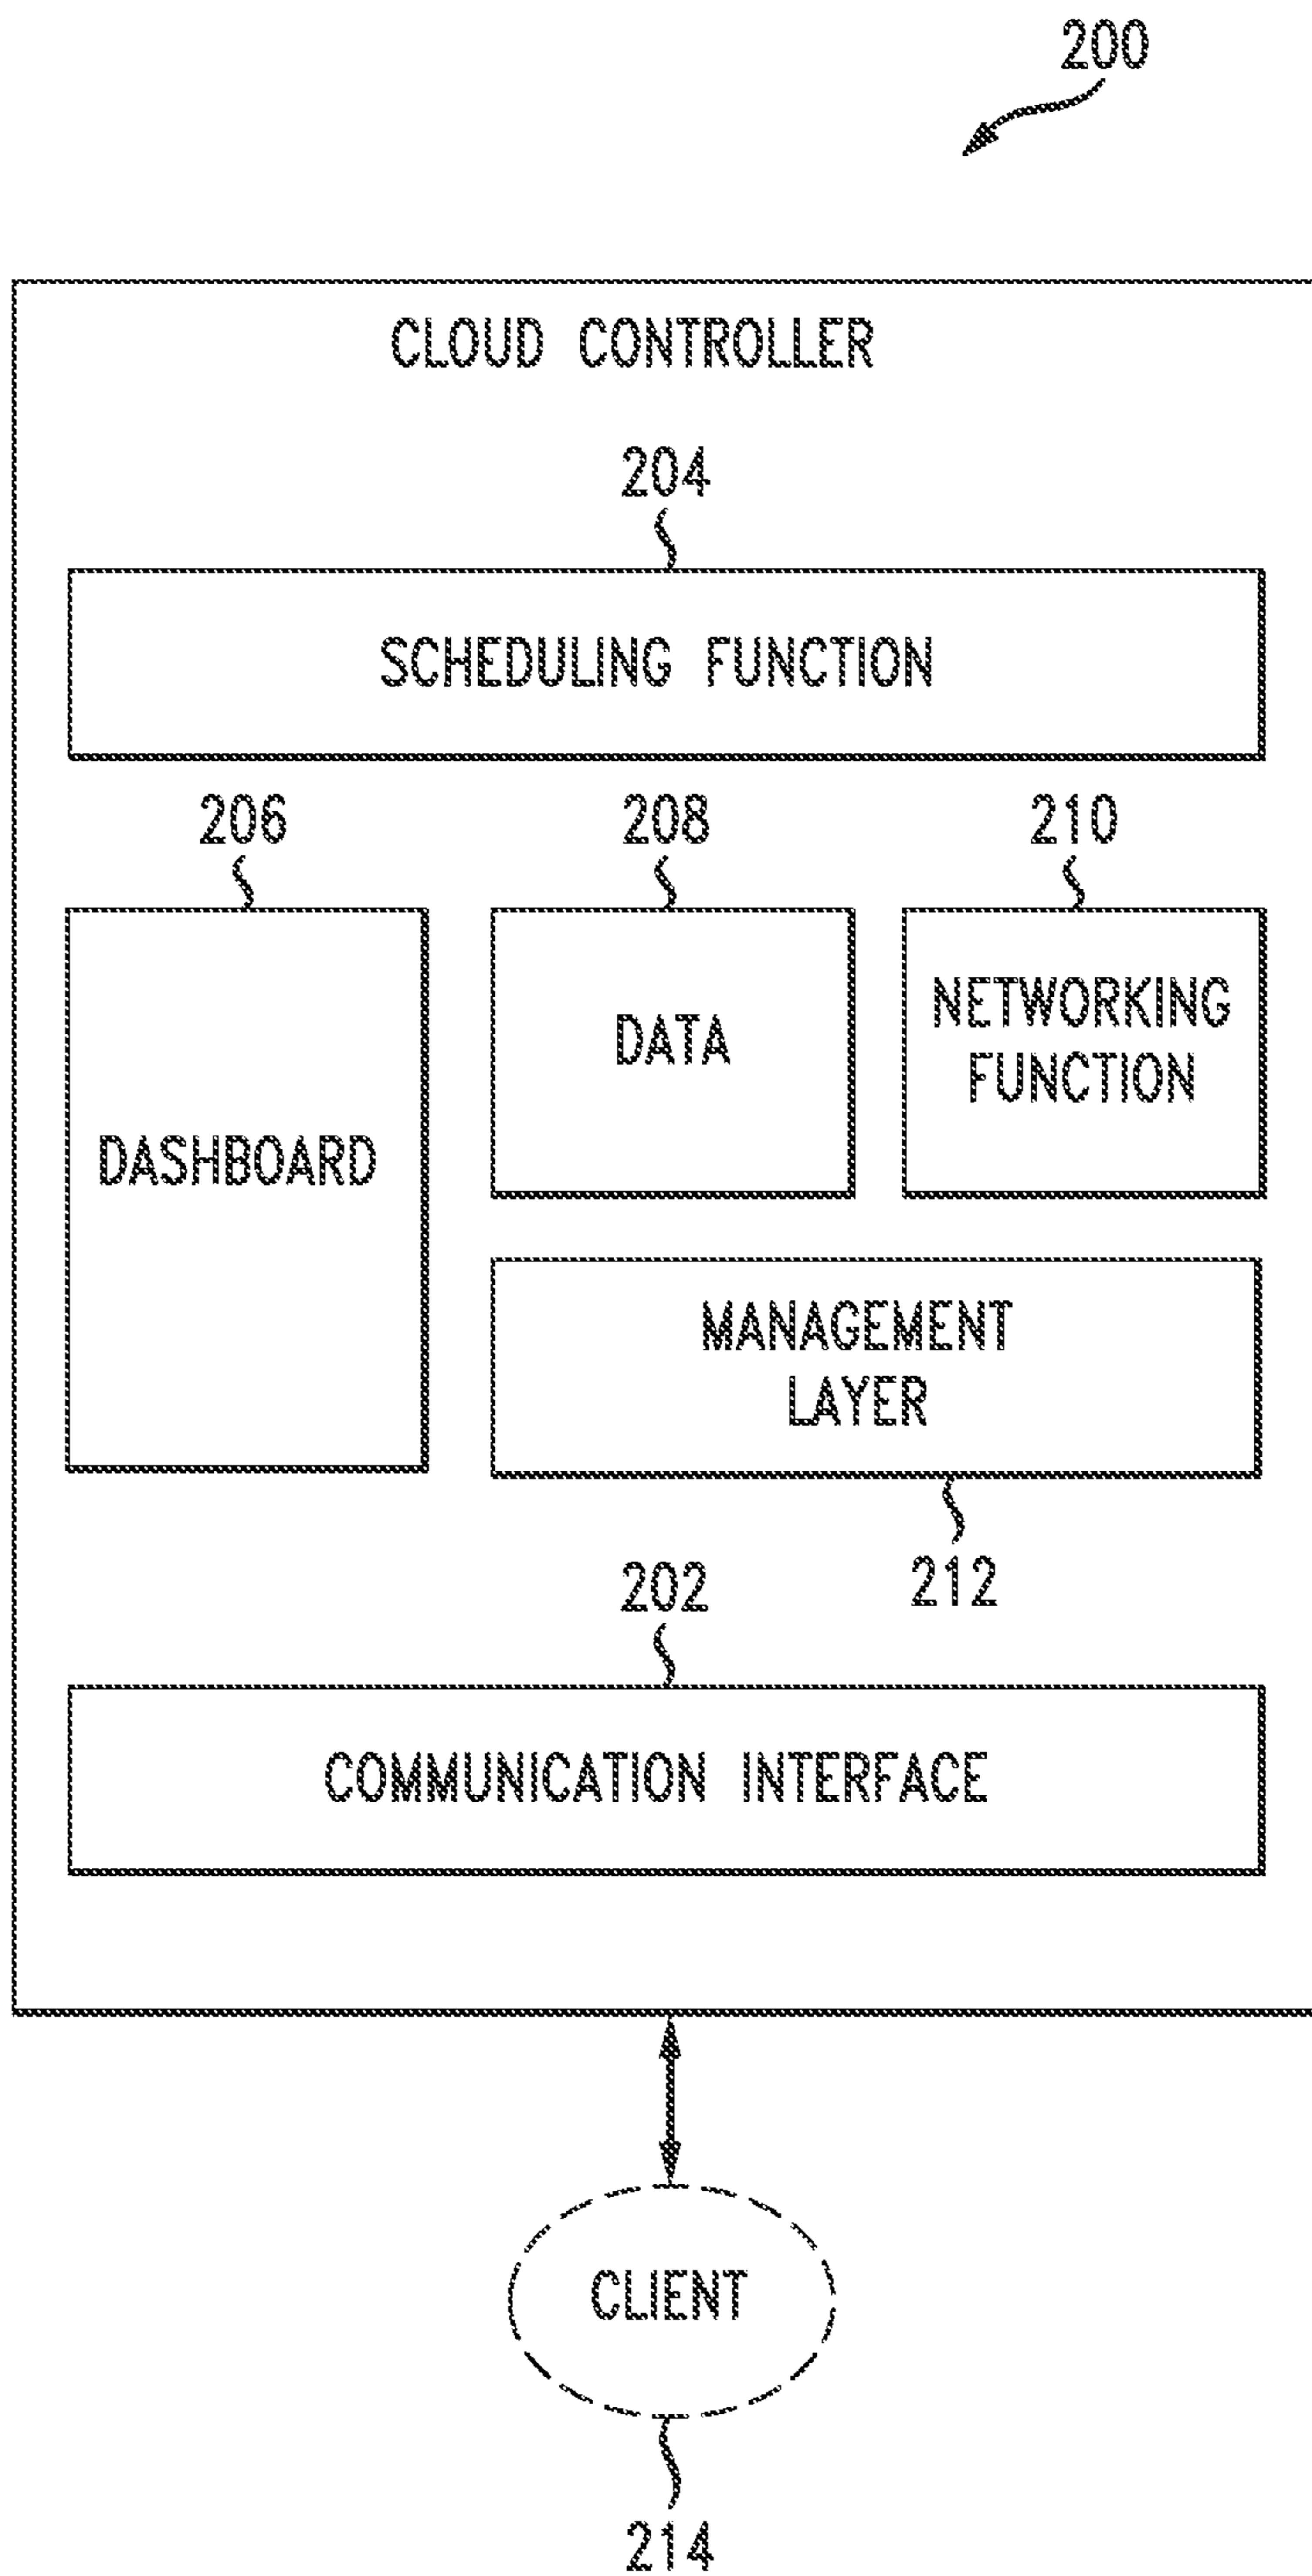 200
CLOUD CONTROLLER
204
SCHEDULING FUNCTION
206
208
210
DASHBOARD
DATA
NETWORKING
FUNCTION
MANAGEMENT
LAYER
212
202
COMMUNICATION INTERFACE
CLIENT
214